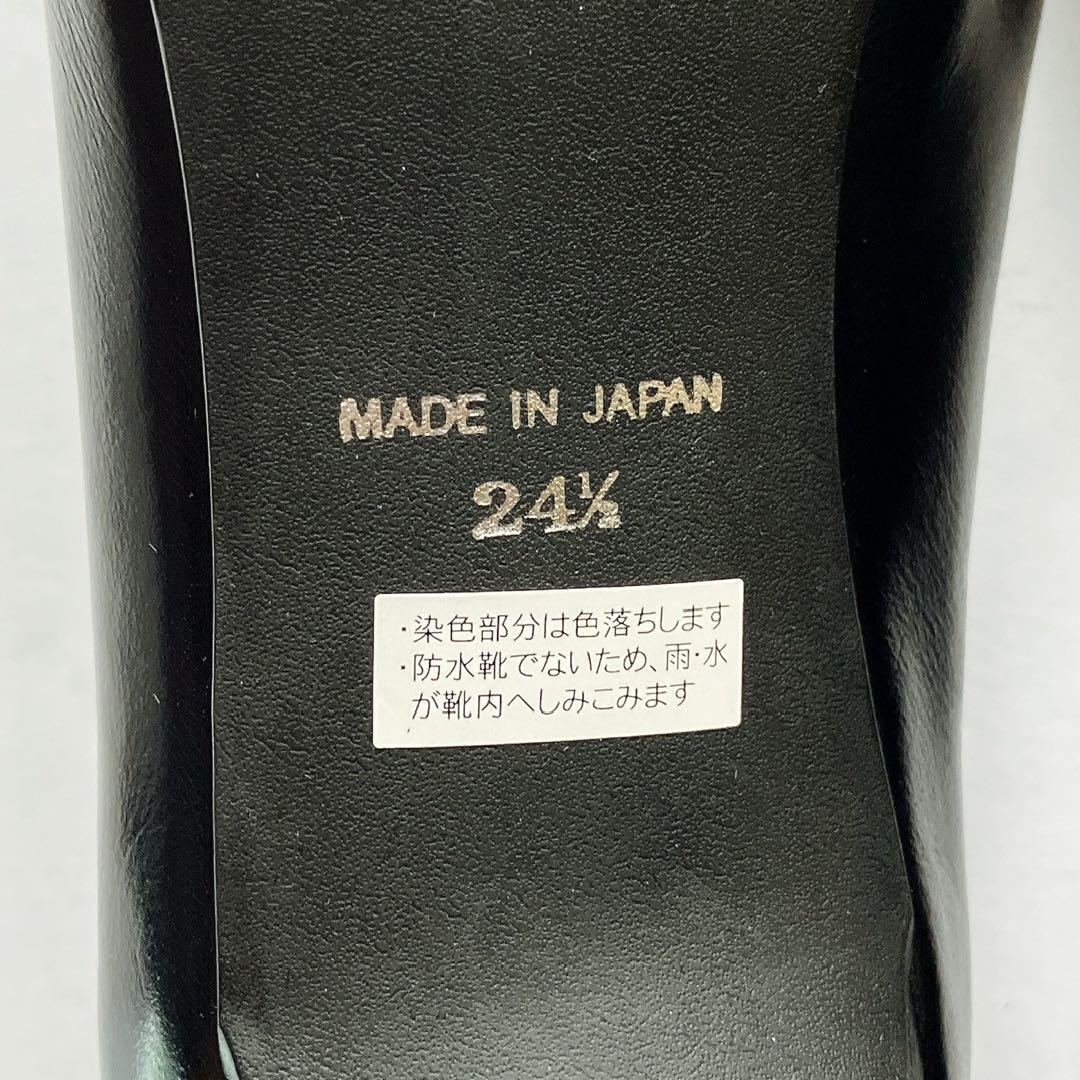 MADE IN JAPAN
24½
・染色部分は色落ちします
・防水靴でないため、雨・水
が靴内へしみこみます